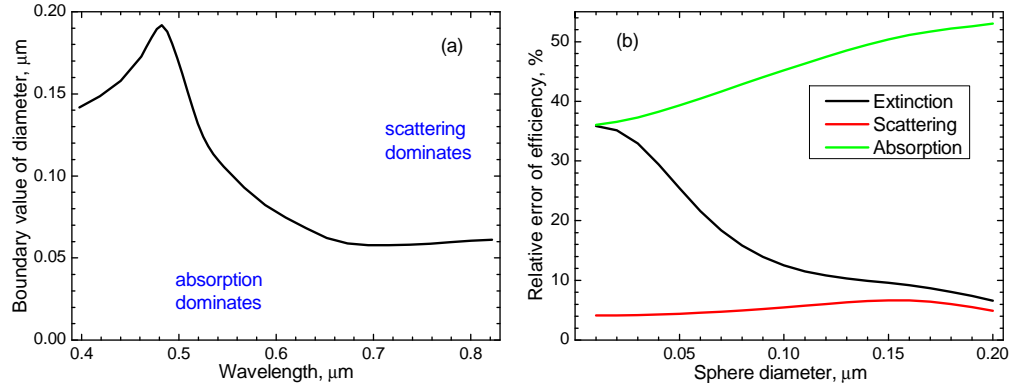 (a)
scattering
dominates
absorption
dominates
0.20
0.15
0.10
0.05
0.00
Boundary value of diameter, μm
0.4
0.5
0.6
0.7
0.8
Wavelength, μm
(b)
Extinction
Scattering
Absorption
50
40
30
20
10
0
Relative error of efficiency, %
0.05
0.10
0.15
0.20
Sphere diameter, μm